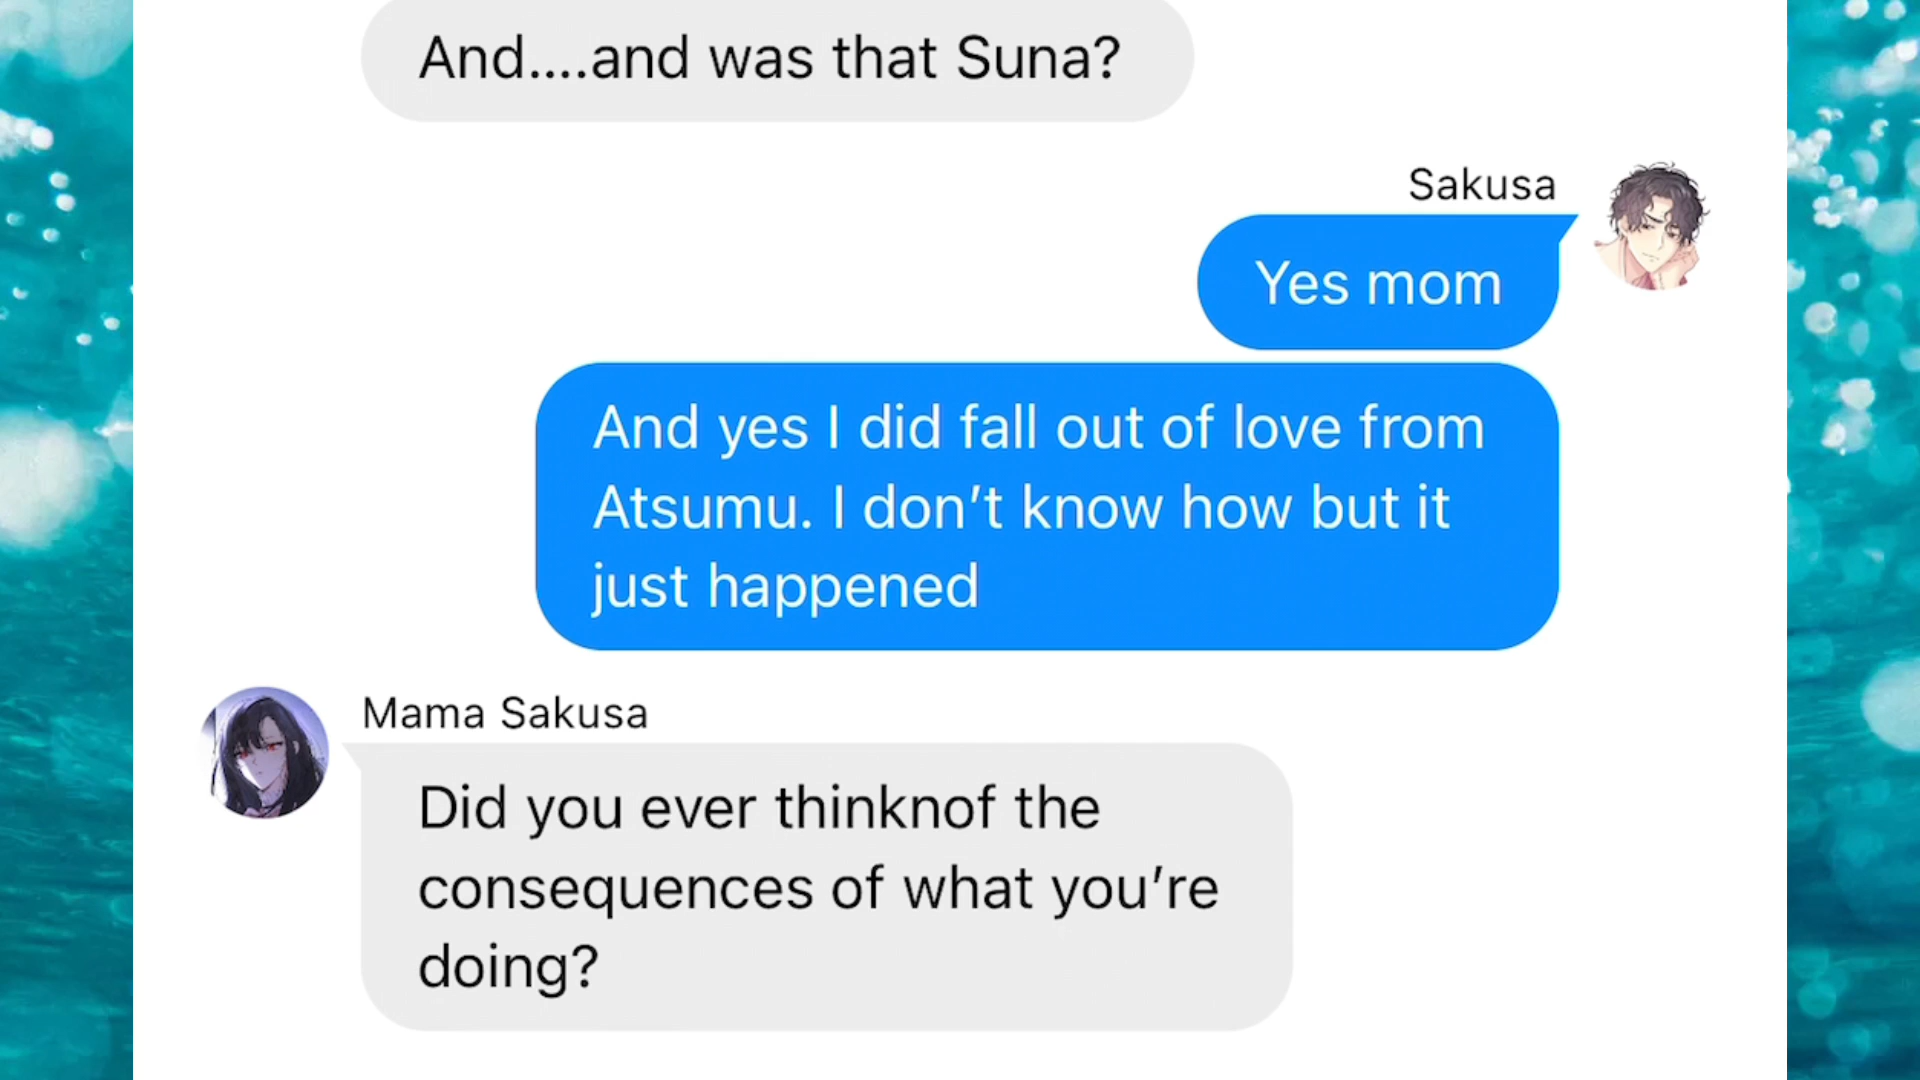 And....and was that Suna?
Sakusa
Yes mom
And yes I did fall out of love from
Atsumu. I don’t know how but it
just happened
Mama Sakusa
Did you ever thinknof the
consequences of what you’re
doing?